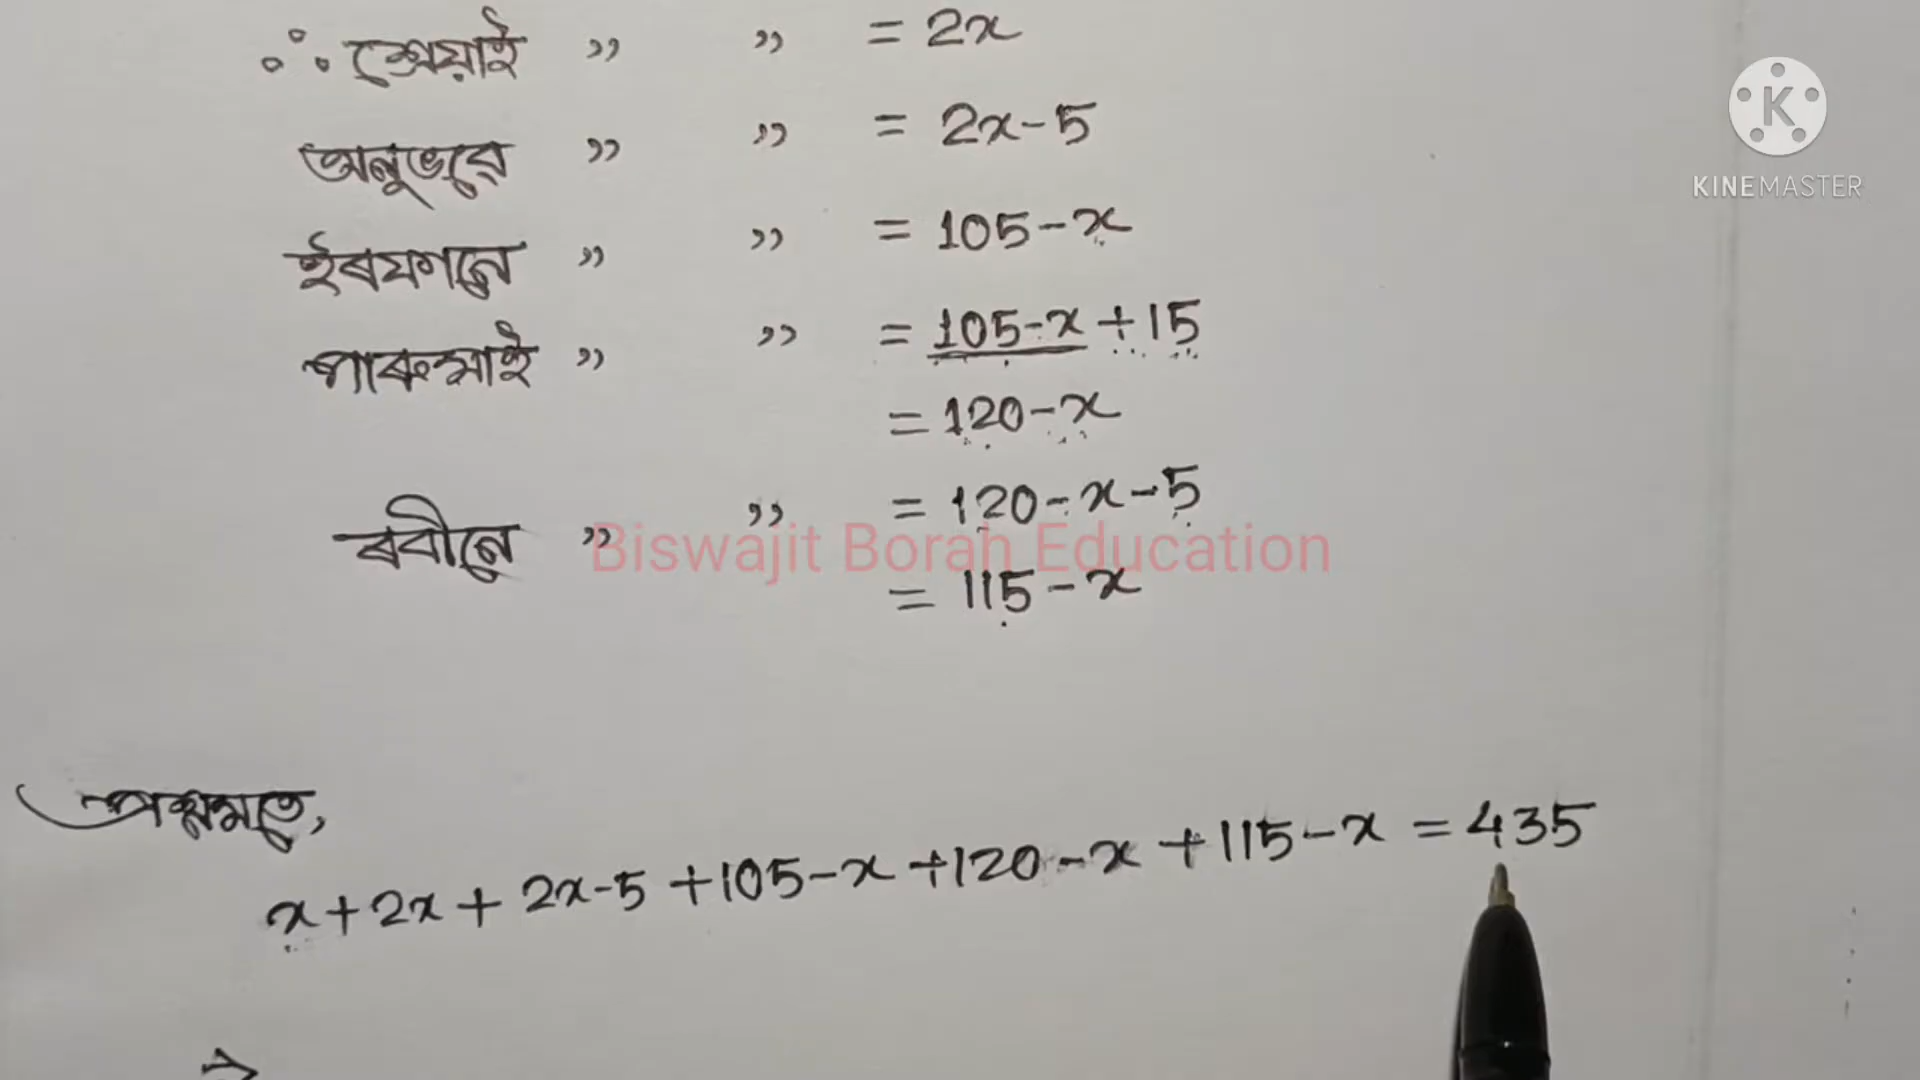 ∴ শ্ৰেয়াই " " = 2x
অনুভৱে " " = 2x-5
ইৰফানে " " = 105-x
পাৰুমাই " " = 105-x+15
= 120-x
ৰবীনে " " = 120-x-5
= 115-x
প্ৰশ্নমতে,
x+2x+2x-5+105-x+120-x+115-x = 435
⇒
KINEMASTER
Biswajit Borah Education